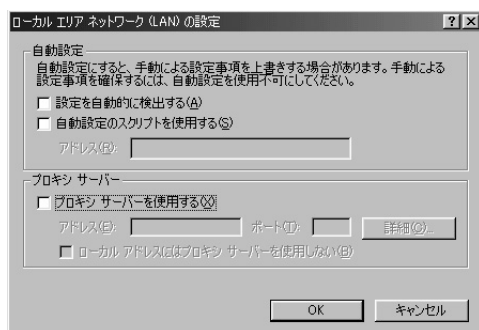 ローカル エリア ネットワーク (LAN) の設定
自動設定
自動設定にすると、手動による設定事項を上書きする場合があります。手動による
設定事項を確保するには、自動設定を使用不可にしてください。
設定を自動的に検出する(A)
自動設定のスクリプトを使用する(S)
アドレス(R):
プロキシ サーバー
プロキシ サーバーを使用する(X)
アドレス(E): ポート(T): 詳細(C)...
ローカル アドレスにはプロキシ サーバーを使用しない(B)
OK キャンセル